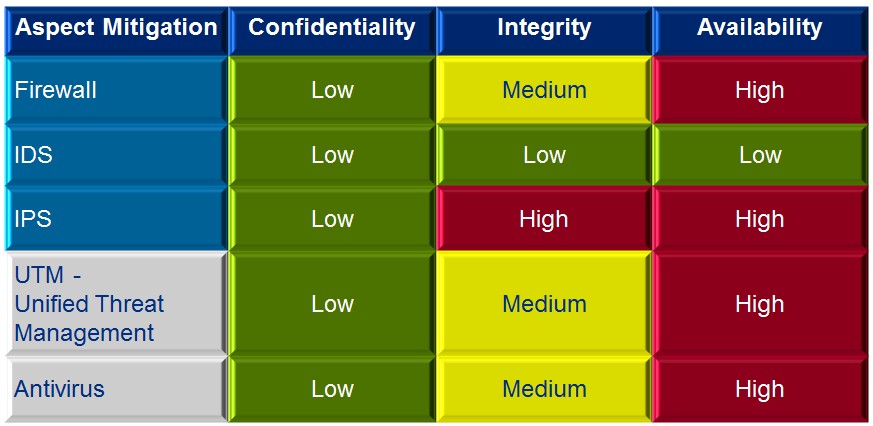 Aspect Mitigation Confidentiality Integrity Availability
Firewall Low Medium High
IDS Low Low Low
IPS Low High High
UTM -
Unified Threat Low Medium High
Management
Antivirus Low Medium High